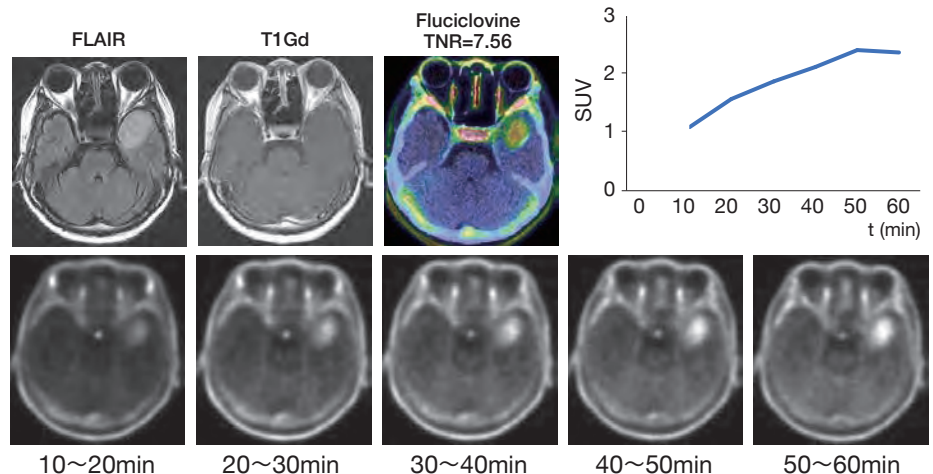 FLAIR
T1Gd
Fluciclovine
TNR=7.56
3
2
1
0
SUV
0 10 20 30 40 50 60
t (min)
10～20min
20～30min
30～40min
40～50min
50～60min